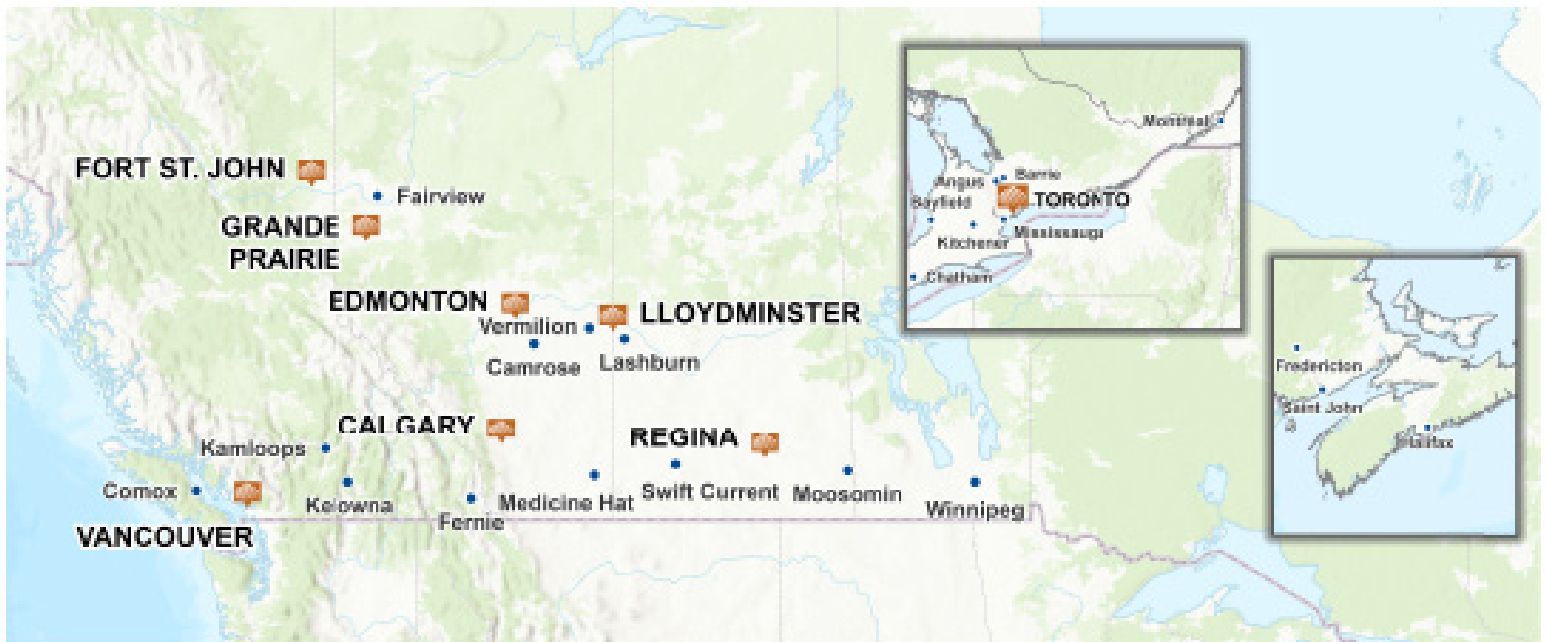 FORT ST. JOHN
Fairview
GRANDE
PRAIRIE
EDMONTON
Vermilion
LLOYDMINSTER
Camrose
Lashburn
CALGARY
Kamloops
REGINA
Comox
Kelowna
Fernie
Medicine Hat
Swift Current
Moosomin
Winnipeg
VANCOUVER
Montreal
Angus
Barrie
Bayfield
TORONTO
Kitchener
Mississauga
Chatham
Fredericton
Saint John
Halifax